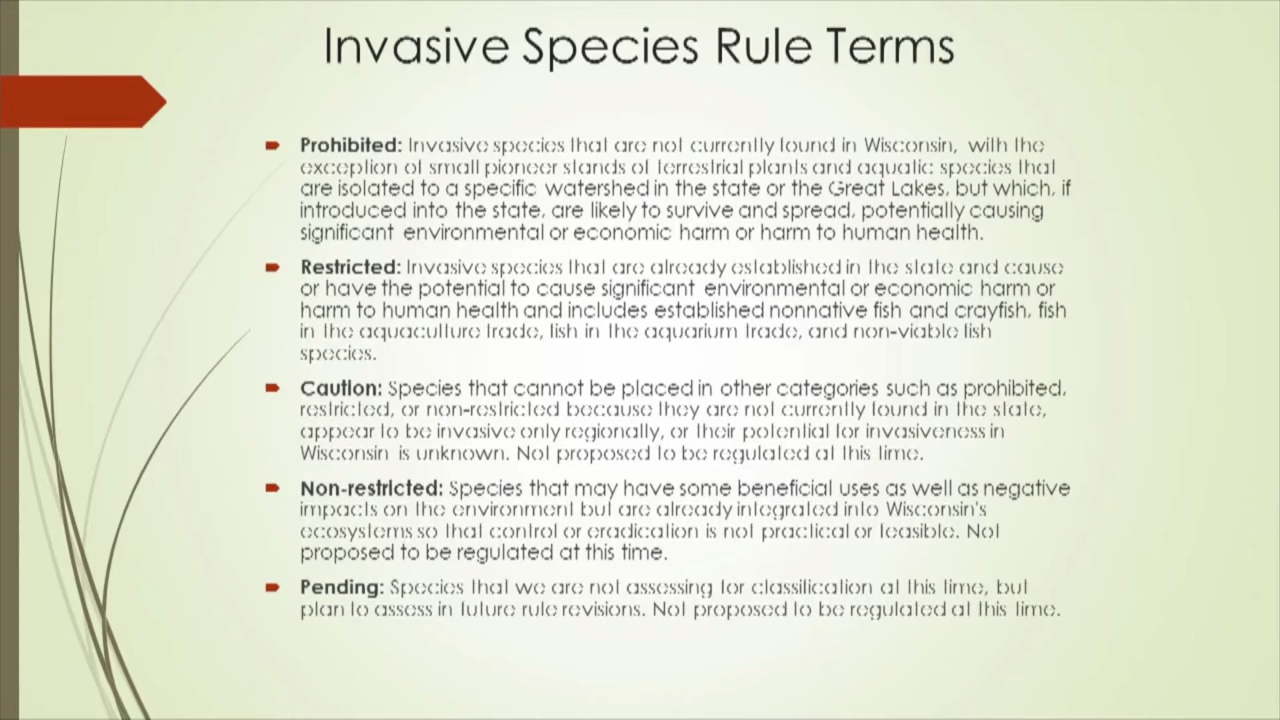 Invasive Species Rule Terms
Prohibited: Invasive species that are not currently found in Wisconsin, with the
exception of small pioneer stands of terrestrial plants and aquatic species that
are isolated to a specific watershed in the state or the Great Lakes, but which, if
introduced into the state, are likely to survive and spread, potentially causing
significant environmental or economic harm or harm to human health.
Restricted: Invasive species that are already established in the state and cause
or have the potential to cause significant environmental or economic harm or
harm to human health and includes established nonnative fish and crayfish, fish
in the aquaculture trade, fish in the aquarium trade, and non-viable fish
species.
Caution: Species that cannot be placed in other categories such as prohibited,
restricted, or non-restricted because they are not currently found in the state,
appear to be invasive only regionally, or their potential for invasiveness in
Wisconsin is unknown. Not proposed to be regulated at this time.
Non-restricted: Species that may have some beneficial uses as well as negative
impacts on the environment but are already integrated into Wisconsin's
ecosystems so that control or eradication is not practical or feasible. Not
proposed to be regulated at this time.
Pending: Species that we are not assessing for classification at this time, but
plan to assess in future rule revisions. Not proposed to be regulated at this time.